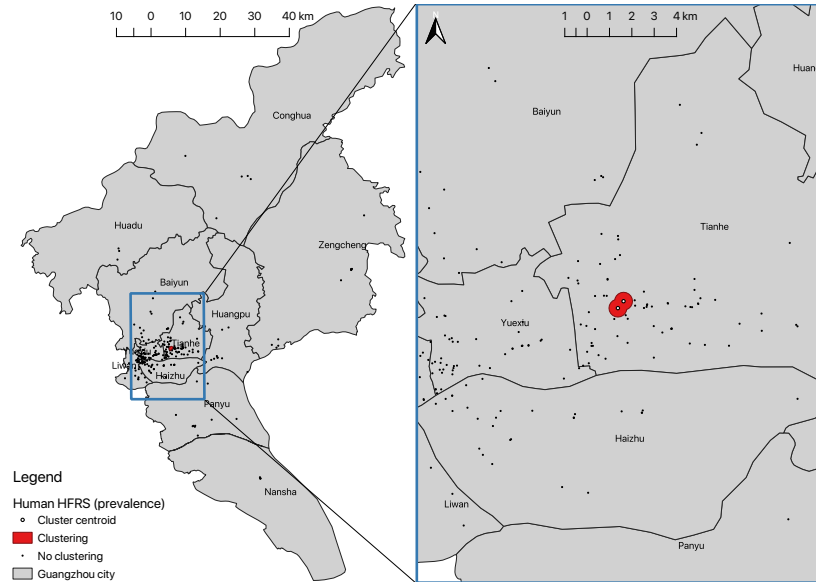 10 0 10 20 30 40 km
Conghua
Huadu
Zengcheng
Baiyun
Huangpu
Tianhe
Haizhu
Panyu
Nansha
Legend
Human HFRS (prevalence)
Cluster centroid
Clustering
No clustering
Guangzhou city
N
1 0 1 2 3 4 km
Huan
Baiyun
Tianhe
Yuexiu
Haizhu
Liwan
Panyu